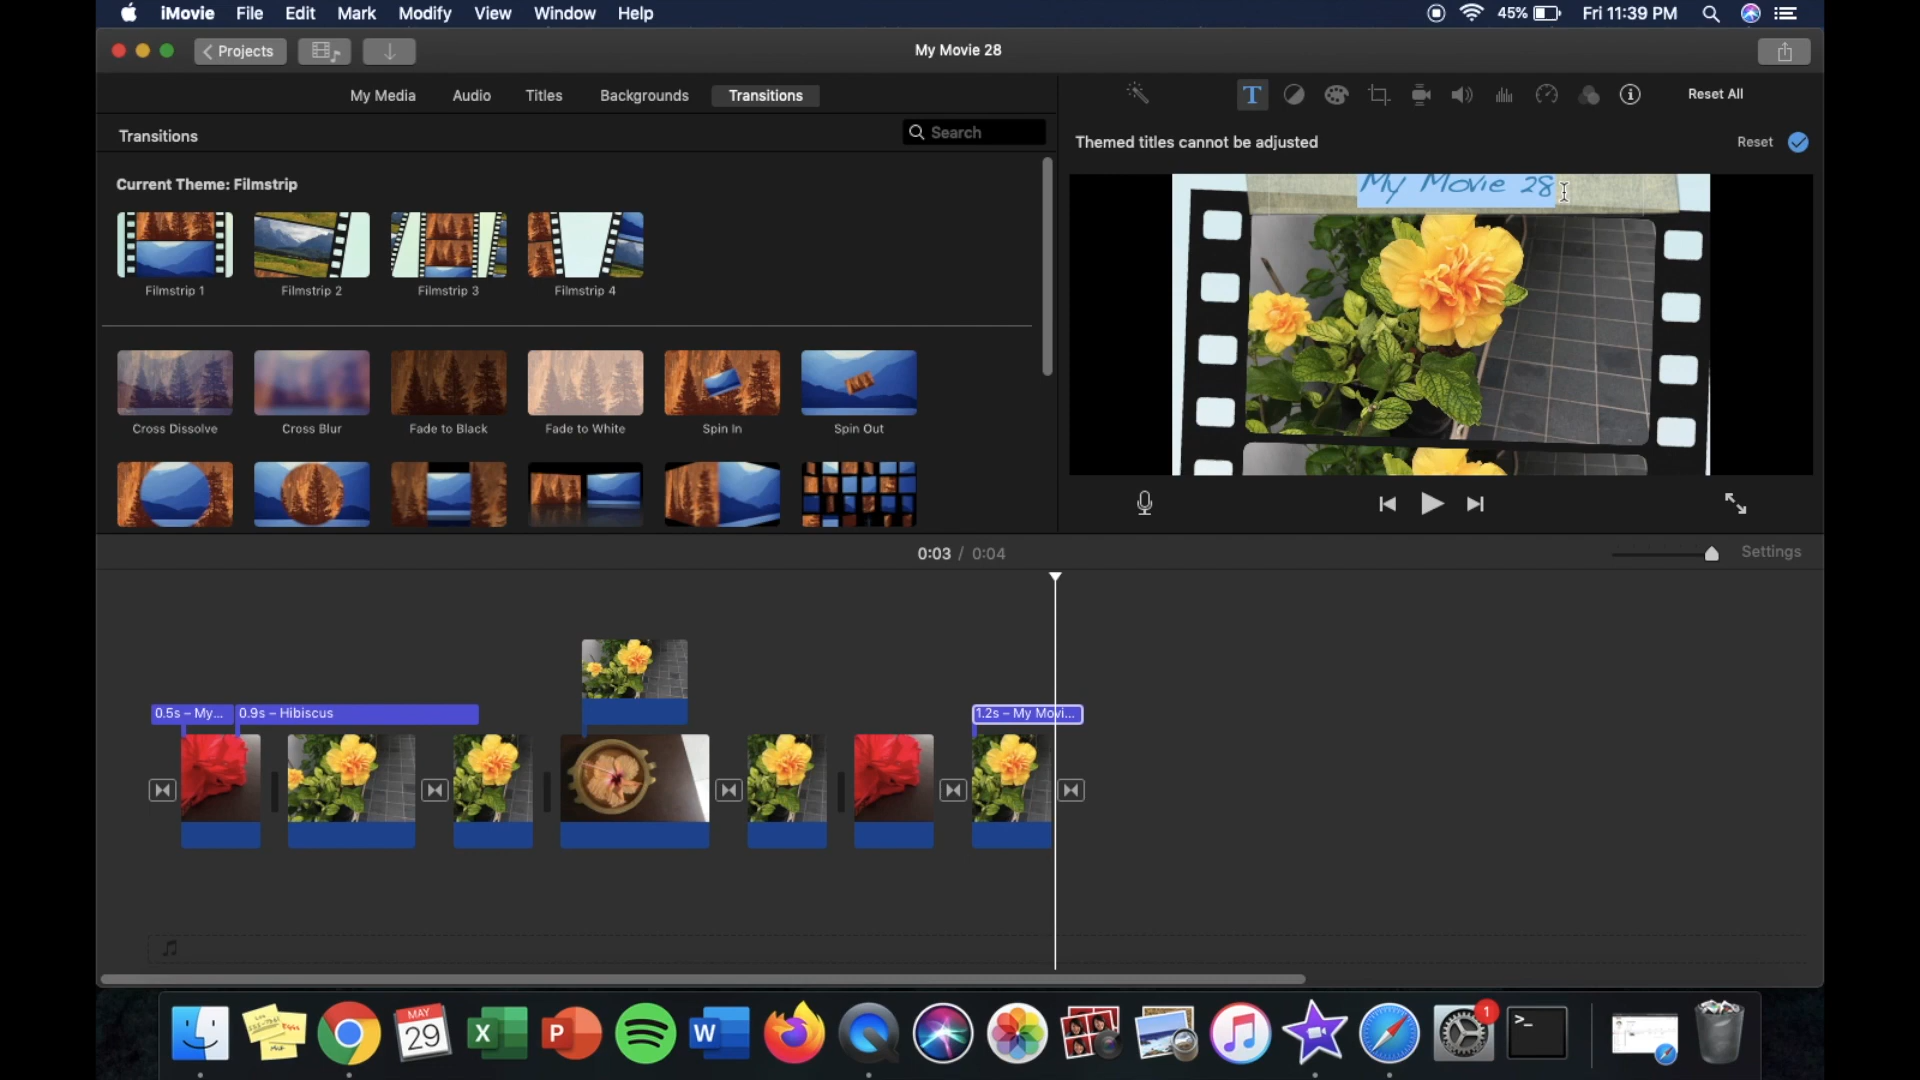 iMovie File Edit Mark Modify View Window Help 45% Fri 11:39 PM
Projects My Movie 28
My Media Audio Titles Backgrounds Transitions Reset All
Transitions Search
Themed titles cannot be adjusted Reset
Current Theme: Filmstrip
My Movie 28
Filmstrip 1 Filmstrip 2 Filmstrip 3 Filmstrip 4
Cross Dissolve Cross Blur Fade to Black Fade to White Spin In Spin Out
0:03 / 0:04 Settings
0.5s – My... 0.9s – Hibiscus 1.2s – My Movi...
MAY
29
X P W >_ 1